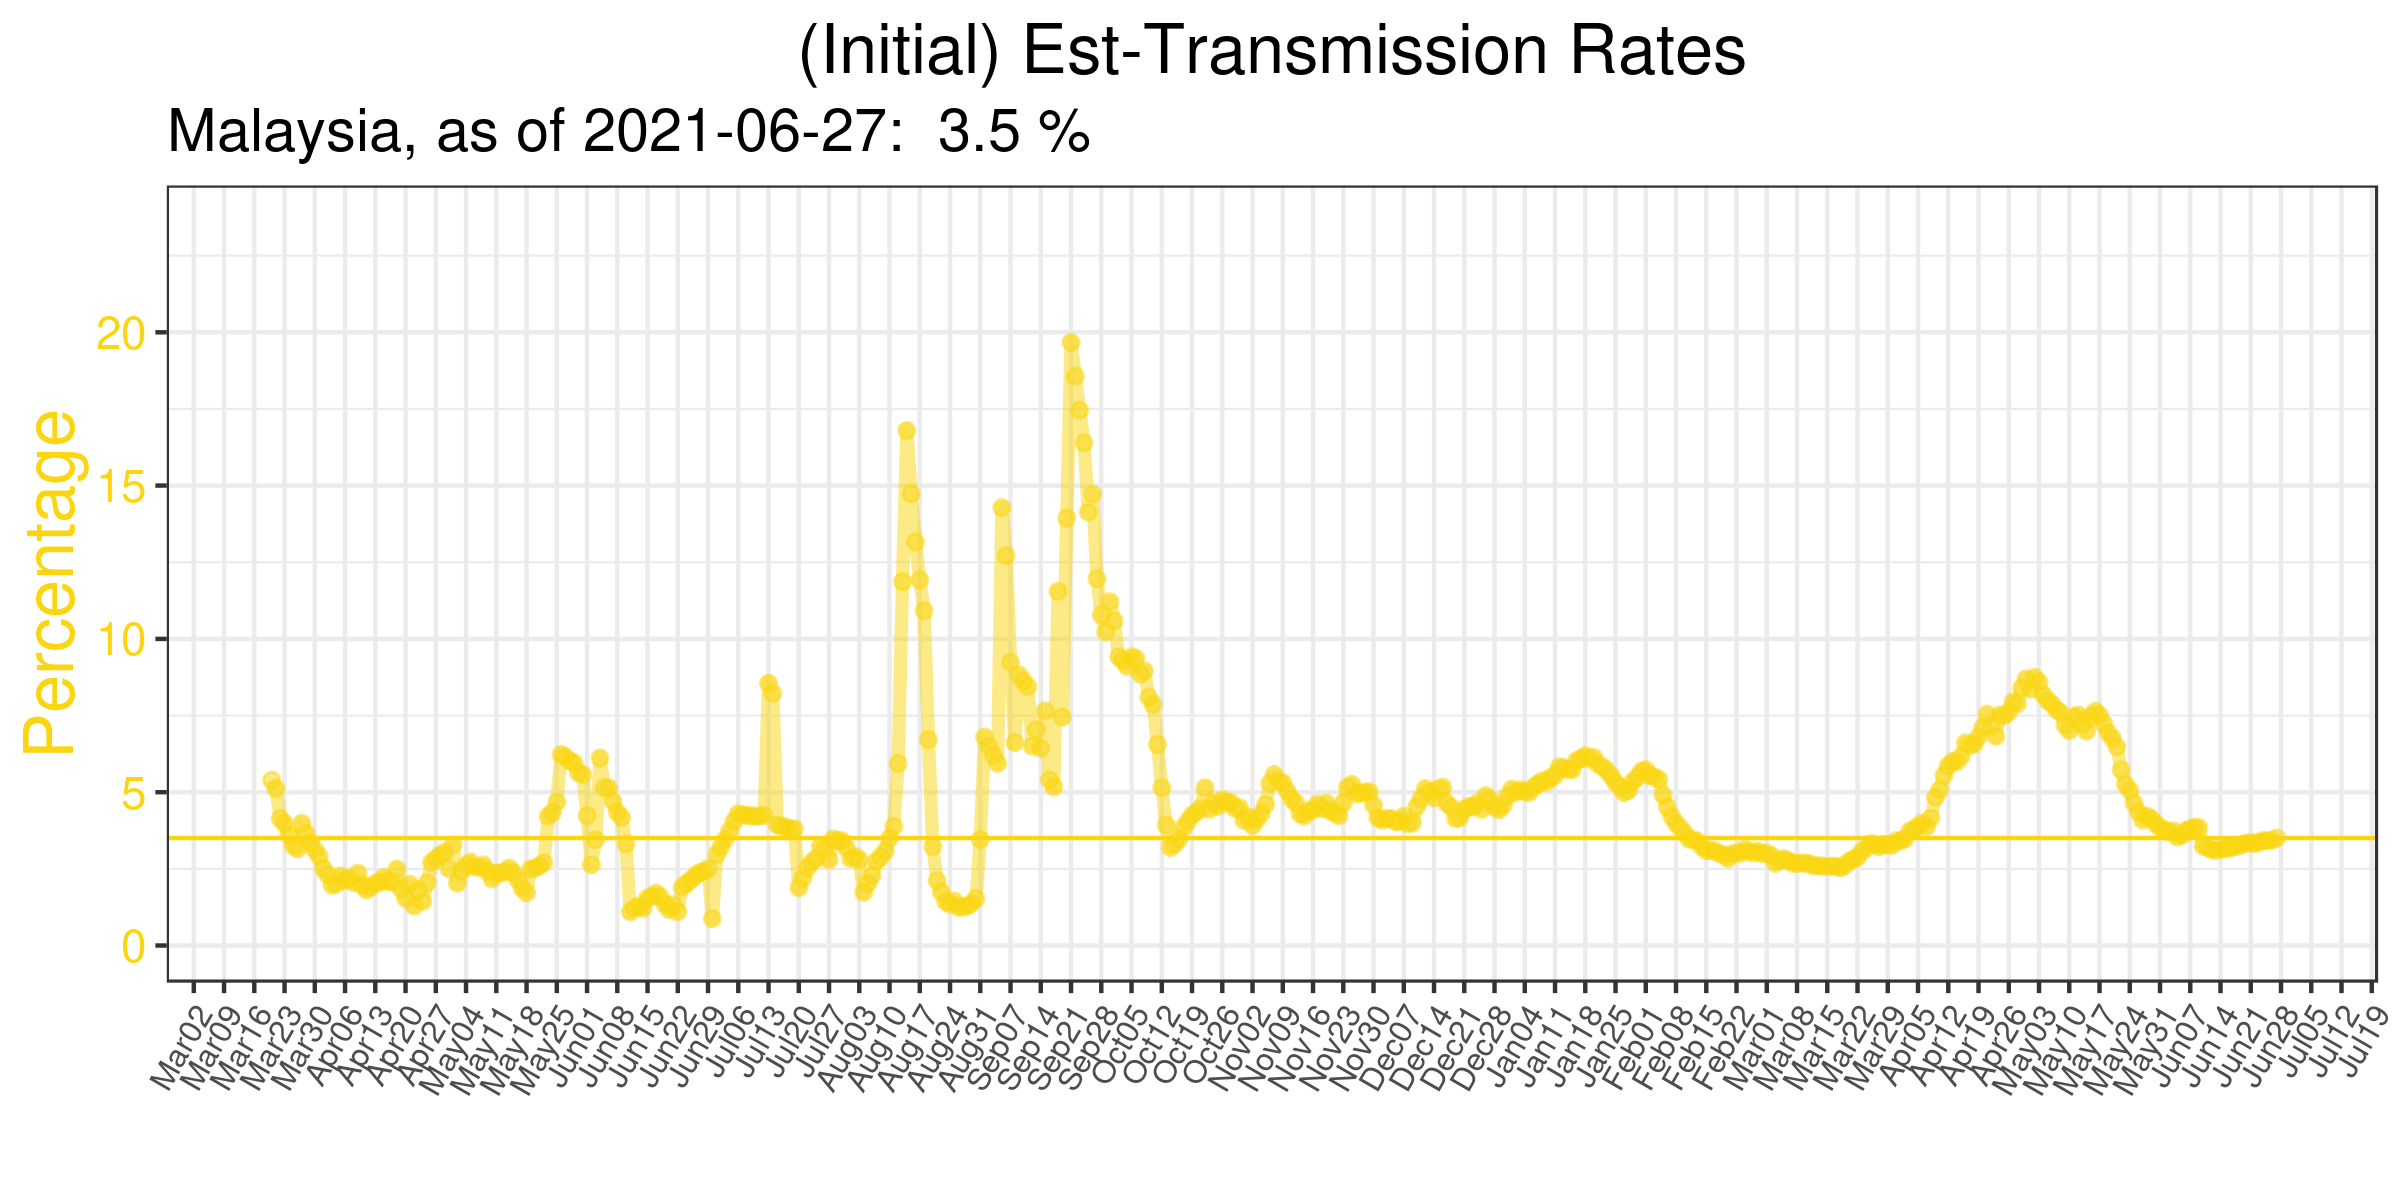 (Initial) Est-Transmission Rates
Malaysia, as of 2021-06-27: 3.5 %
Percentage
20
15
10
5
0
Mar02
Mar09
Mar16
Mar23
Mar30
Apr06
Apr13
Apr20
Apr27
May04
May11
May18
May25
Jun01
Jun08
Jun15
Jun22
Jun29
Jul06
Jul13
Jul20
Jul27
Aug03
Aug10
Aug17
Aug24
Aug31
Sep07
Sep14
Sep21
Sep28
Oct05
Oct12
Oct19
Oct26
Nov02
Nov09
Nov16
Nov23
Nov30
Dec07
Dec14
Dec21
Dec28
Jan04
Jan11
Jan18
Jan25
Feb01
Feb08
Feb15
Feb22
Mar01
Mar08
Mar15
Mar22
Mar29
Apr05
Apr12
Apr19
Apr26
May03
May10
May17
May24
May31
Jun07
Jun14
Jun21
Jun28
Jul05
Jul12
Jul19